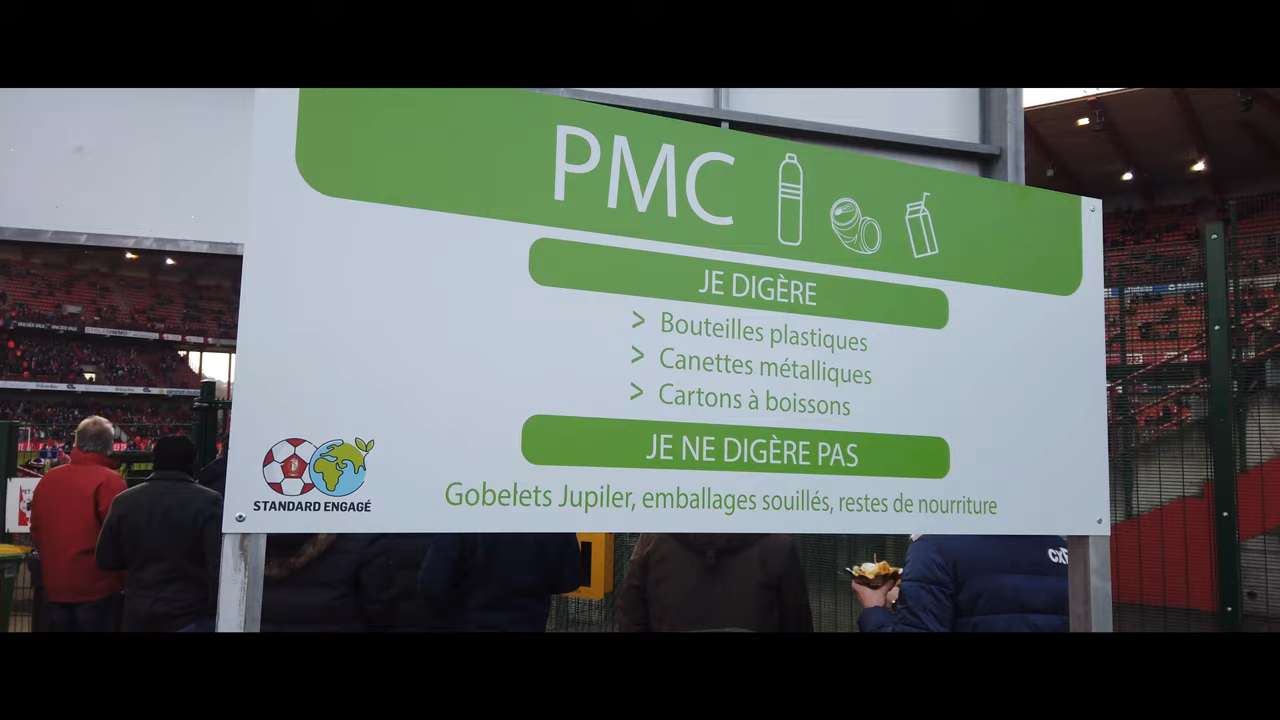 PMC
JE DIGÈRE
> Bouteilles plastiques
> Canettes métalliques
> Cartons à boissons
JE NE DIGÈRE PAS
Gobelets Jupiler, emballages souillés, restes de nourriture
STANDARD ENGAGÉ